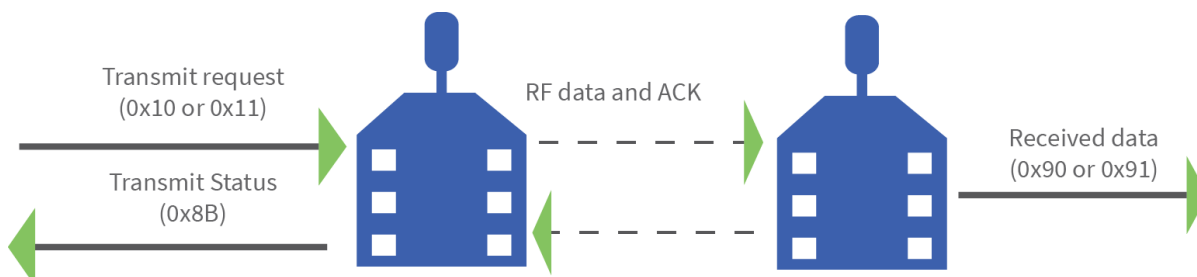 Transmit request
(0x10 or 0x11)
Transmit Status
(0x8B)
RF data and ACK
Received data
(0x90 or 0x91)